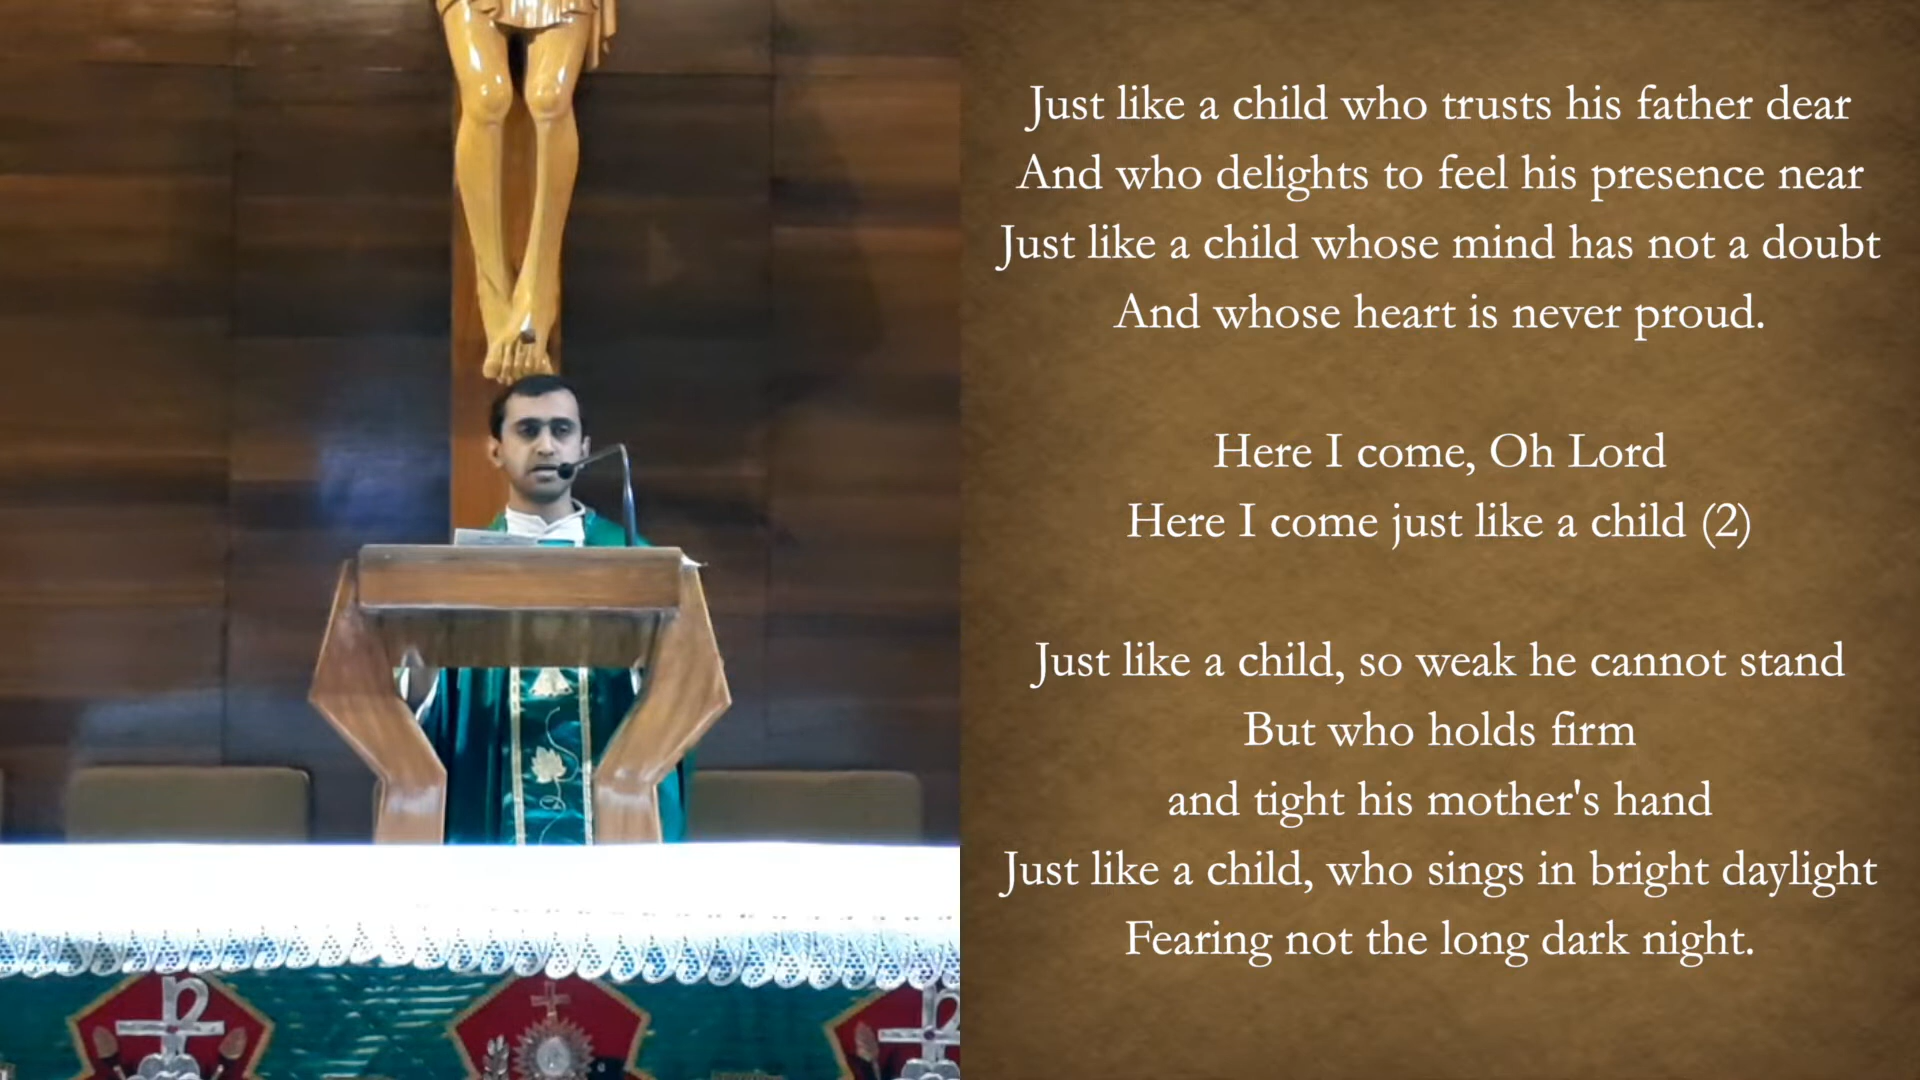 Just like a child who trusts his father dear
And who delights to feel his presence near
Just like a child whose mind has not a doubt
And whose heart is never proud.
Here I come, Oh Lord
Here I come just like a child (2)
Just like a child, so weak he cannot stand
But who holds firm
and tight his mother's hand
Just like a child, who sings in bright daylight
Fearing not the long dark night.